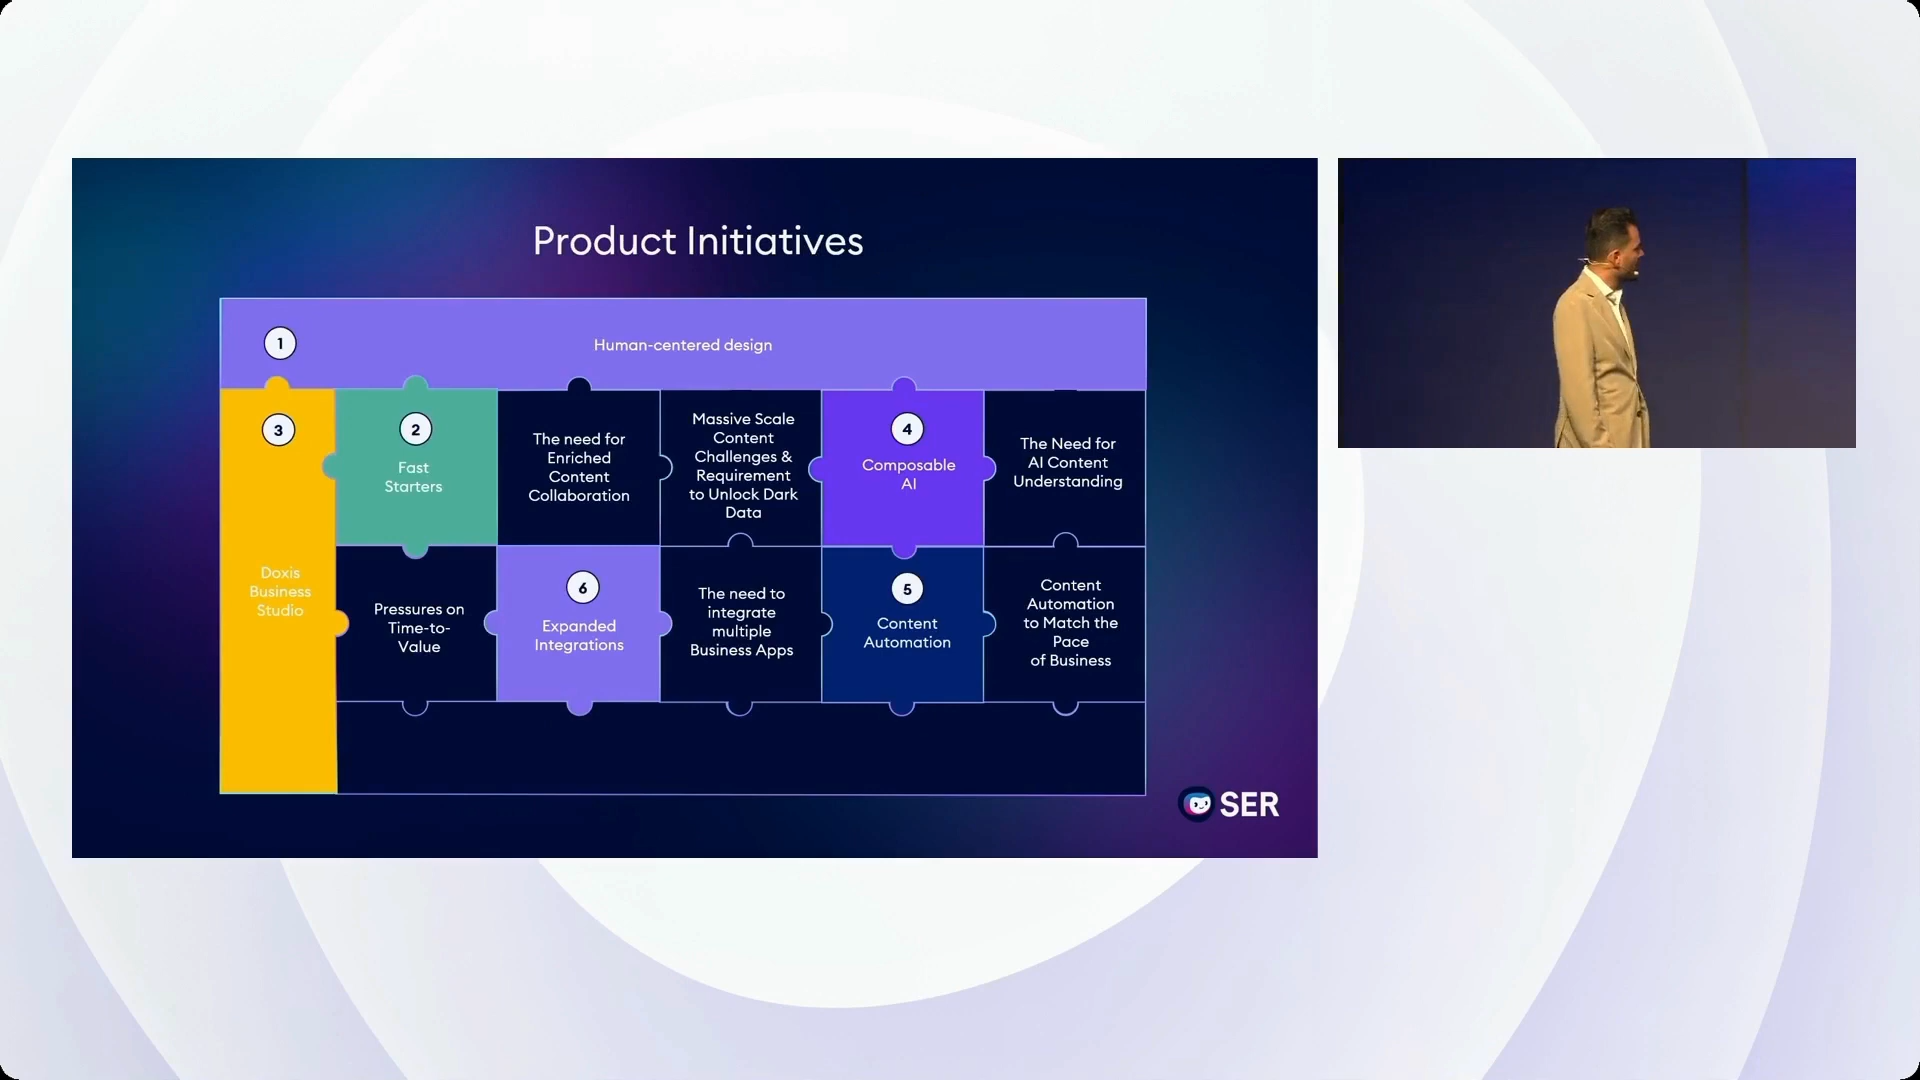 Product Initiatives
1
Human-centered design
3
Doxis
Business
Studio
2
Fast
Starters
The need for
Enriched
Content
Collaboration
Massive Scale
Content
Challenges &
Requirement
to Unlock Dark
Data
4
Composable
AI
The Need for
AI Content
Understanding
Pressures on
Time-to-
Value
6
Expanded
Integrations
The need to
integrate
multiple
Business Apps
5
Content
Automation
Content
Automation
to Match the
Pace
of Business
SER